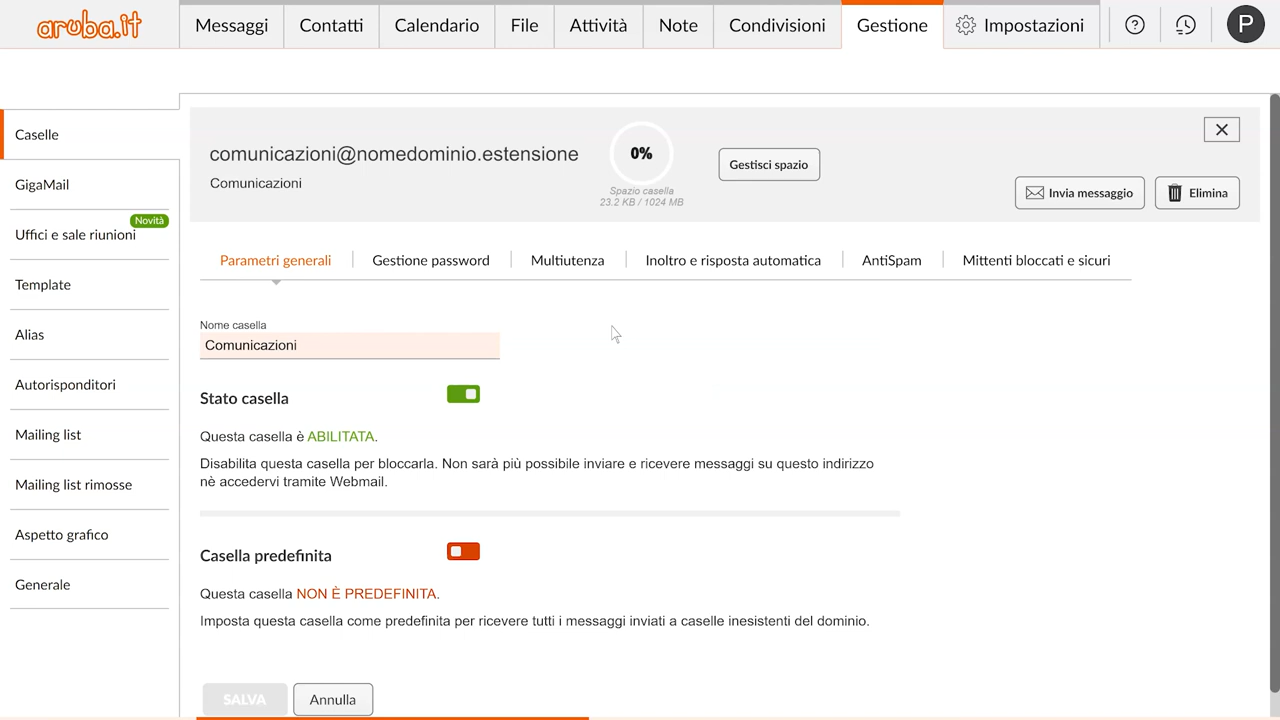 aruba.it
Messaggi
Contatti
Calendario
File
Attività
Note
Condivisioni
Gestione
Impostazioni
P
Caselle
GigaMail
Novità
Uffici e sale riunioni
Template
Alias
Autorisponditori
Mailing list
Mailing list rimosse
Aspetto grafico
Generale
comunicazioni@nomedominio.estensione
Comunicazioni
0%
Spazio casella
23.2 KB / 1024 MB
Gestisci spazio
Invia messaggio
Elimina
Parametri generali
Gestione password
Multiutenza
Inoltro e risposta automatica
AntiSpam
Mittenti bloccati e sicuri
Nome casella
Comunicazioni
Stato casella
Questa casella è ABILITATA.
Disabilita questa casella per bloccarla. Non sarà più possibile inviare e ricevere messaggi su questo indirizzo
nè accedervi tramite Webmail.
Casella predefinita
Questa casella NON È PREDEFINITA.
Imposta questa casella come predefinita per ricevere tutti i messaggi inviati a caselle inesistenti del dominio.
SALVA
Annulla